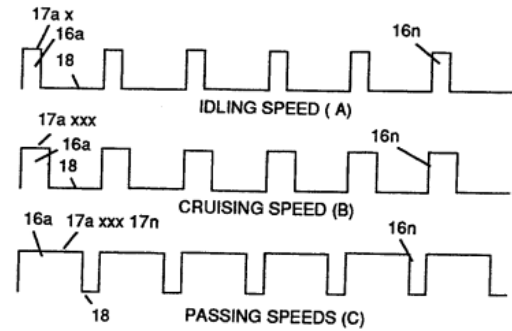 17a x
16a
16n
18
IDLING SPEED ( A)
17a xxx
16a
16n
18
CRUISING SPEED (B)
16a 17a xxx 17n
16n
18
PASSING SPEEDS (C)